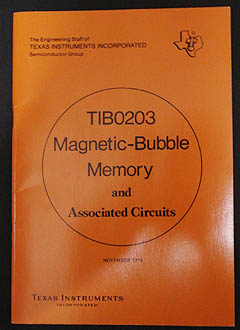 The Engineering Staff of
TEXAS INSTRUMENTS INCORPORATED
Semiconductor Group
TIB0203
Magnetic-Bubble
Memory
and
Associated Circuits
NOVEMBER
TEXAS INSTRUMENTS
INCORPORATED